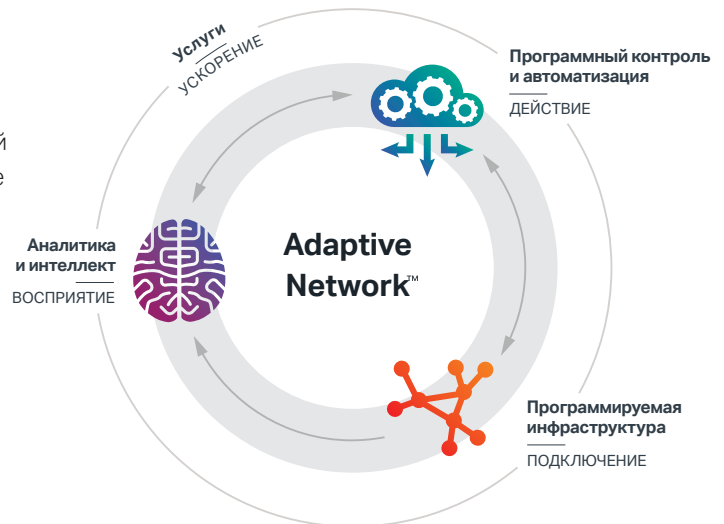 Услуги
УСКОРЕНИЕ
Программный контроль
и автоматизация
ДЕЙСТВИЕ
й
е
Аналитика
и интеллект
ВОСПРИЯТИЕ
Adaptive
Network™
Программируемая
инфраструктура
ПОДКЛЮЧЕНИЕ